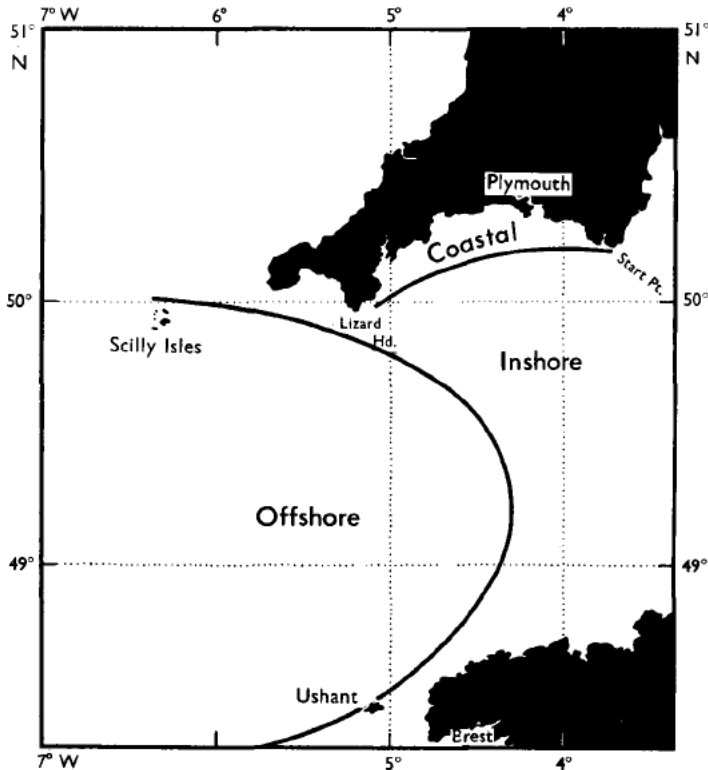 7° W 6° 5° 4°
51° 51°
N N
Plymouth
Coastal
Start Pt.
50° 50°
Lizard
Hd.
Scilly Isles
Inshore
Offshore
49° 49°
Ushant
Brest
7° W 5° 4°